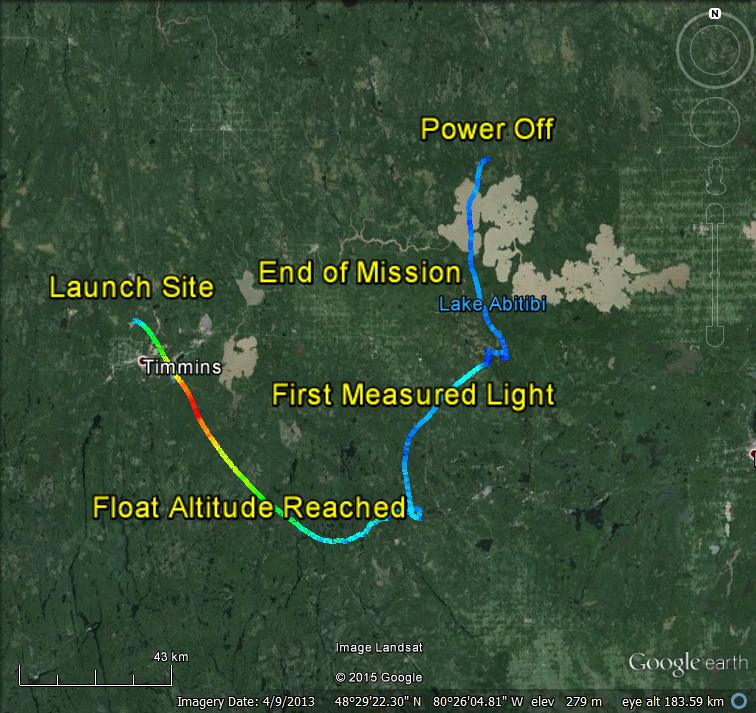 N
Power Off
End of Mission
Launch Site
Lake Abitibi
Timmins
First Measured Light
Float Altitude Reached
Image Landsat
43 km
Google earth
© 2015 Google
Imagery Date: 4/9/2013 48°29'22.30" N 80°26'04.81" W elev 279 m eye alt 183.59 km